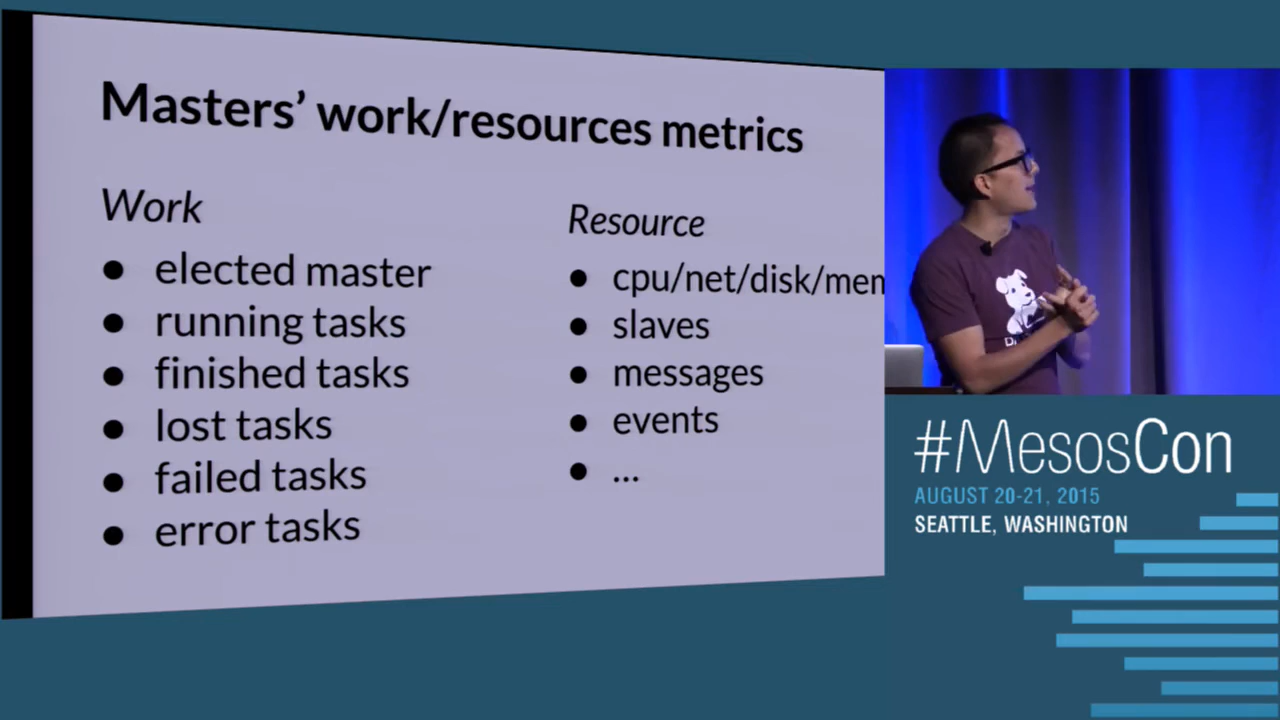 Masters’ work/resources metrics
Work
● elected master
● running tasks
● finished tasks
● lost tasks
● failed tasks
● error tasks
Resource
● cpu/net/disk/mem
● slaves
● messages
● events
● ...
#MesosCon
AUGUST 20-21, 2015
SEATTLE, WASHINGTON